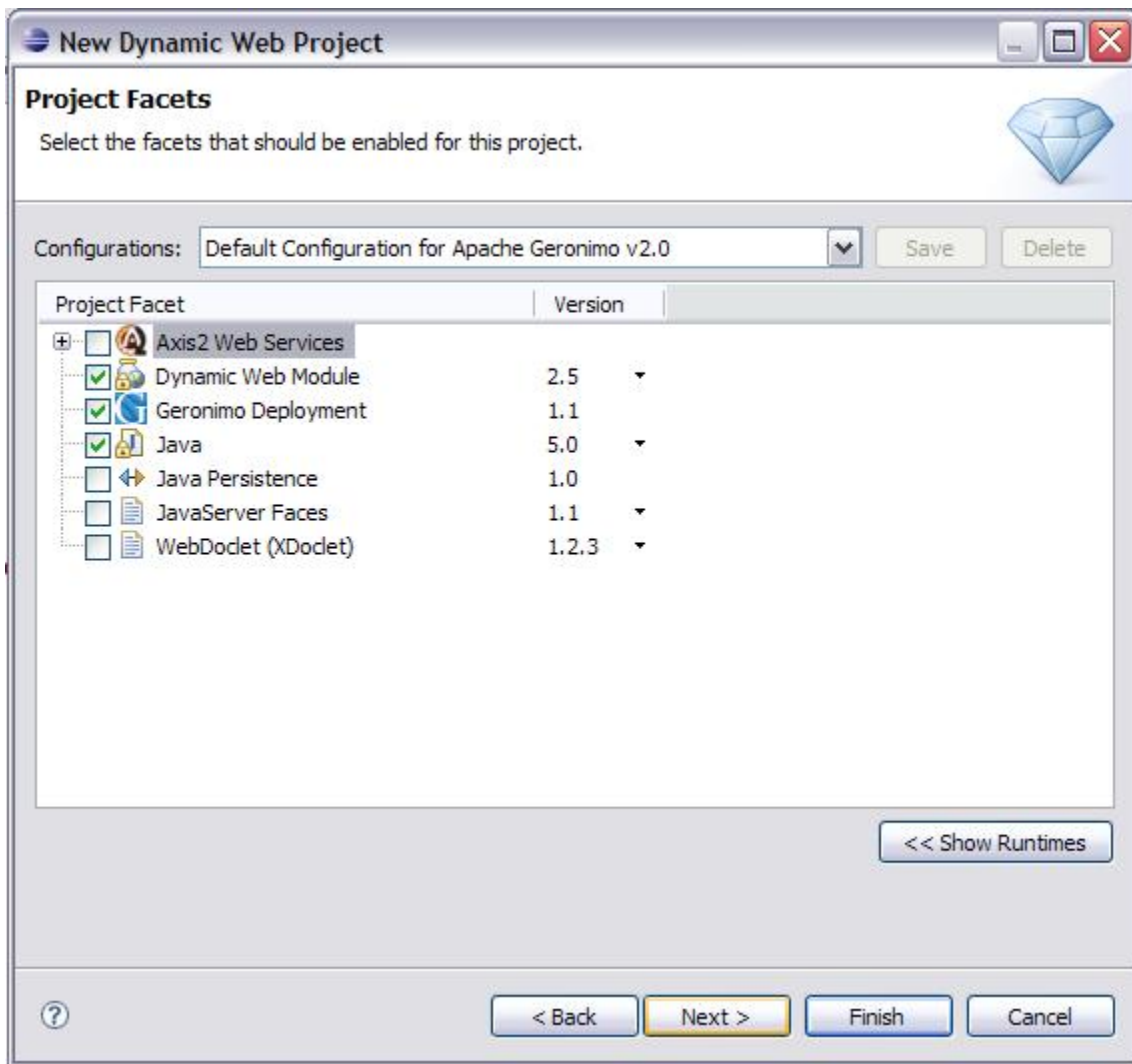 New Dynamic Web Project
Project Facets
Select the facets that should be enabled for this project.
Configurations: Default Configuration for Apache Geronimo v2.0 Save Delete
Project Facet Version
Axis2 Web Services
Dynamic Web Module 2.5
Geronimo Deployment 1.1
Java 5.0
Java Persistence 1.0
JavaServer Faces 1.1
WebDoclet (XDoclet) 1.2.3
<< Show Runtimes
? < Back Next > Finish Cancel